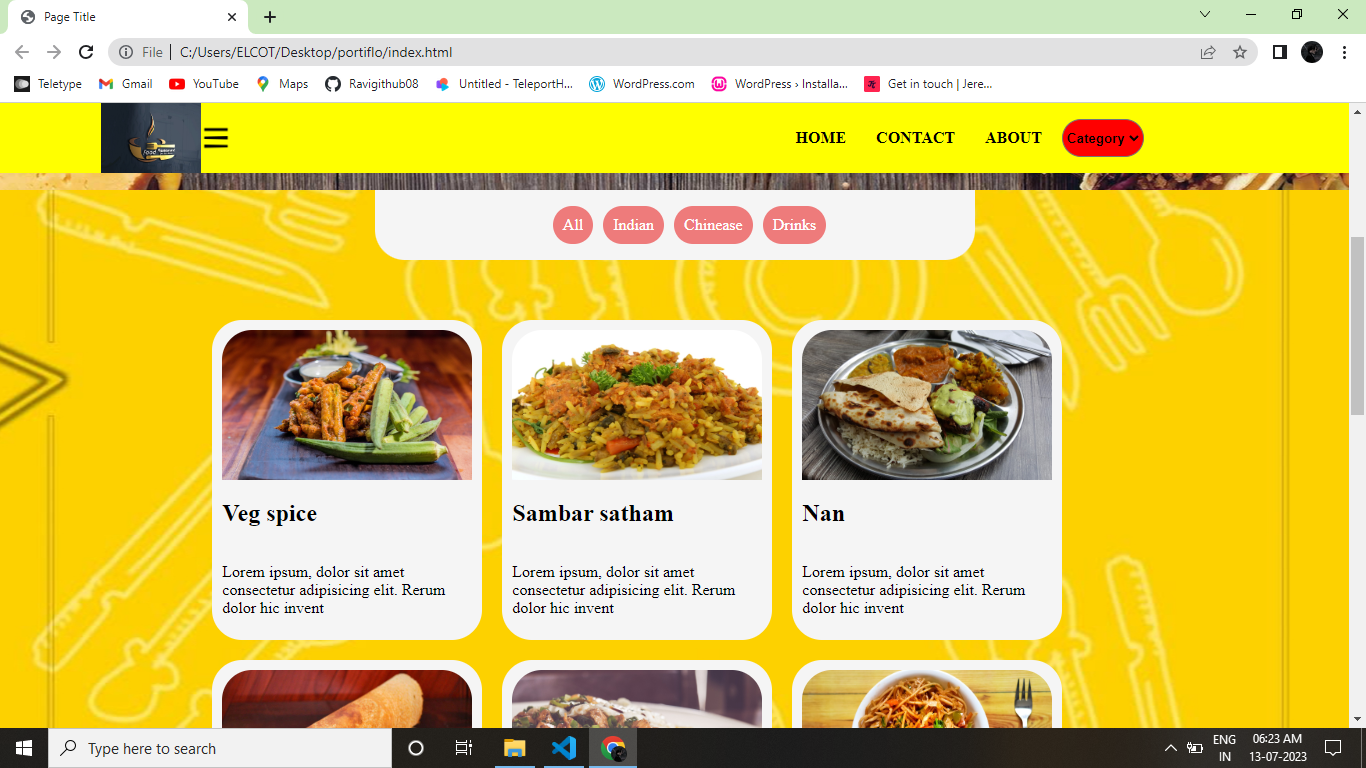 Page Title
File
C:/Users/ELCOT/Desktop/portiflo/index.html
Teletype
Gmail
YouTube
Maps
Ravigithub08
Untitled - TeleportH...
WordPress.com
WordPress › Installa...
Get in touch | Jere...
HOME
CONTACT
ABOUT
Category
All
Indian
Chinease
Drinks
Veg spice
Lorem ipsum, dolor sit amet
consectetur adipisicing elit. Rerum
dolor hic invent
Sambar satham
Lorem ipsum, dolor sit amet
consectetur adipisicing elit. Rerum
dolor hic invent
Nan
Lorem ipsum, dolor sit amet
consectetur adipisicing elit. Rerum
dolor hic invent
Type here to search
ENG
IN
06:23 AM
13-07-2023